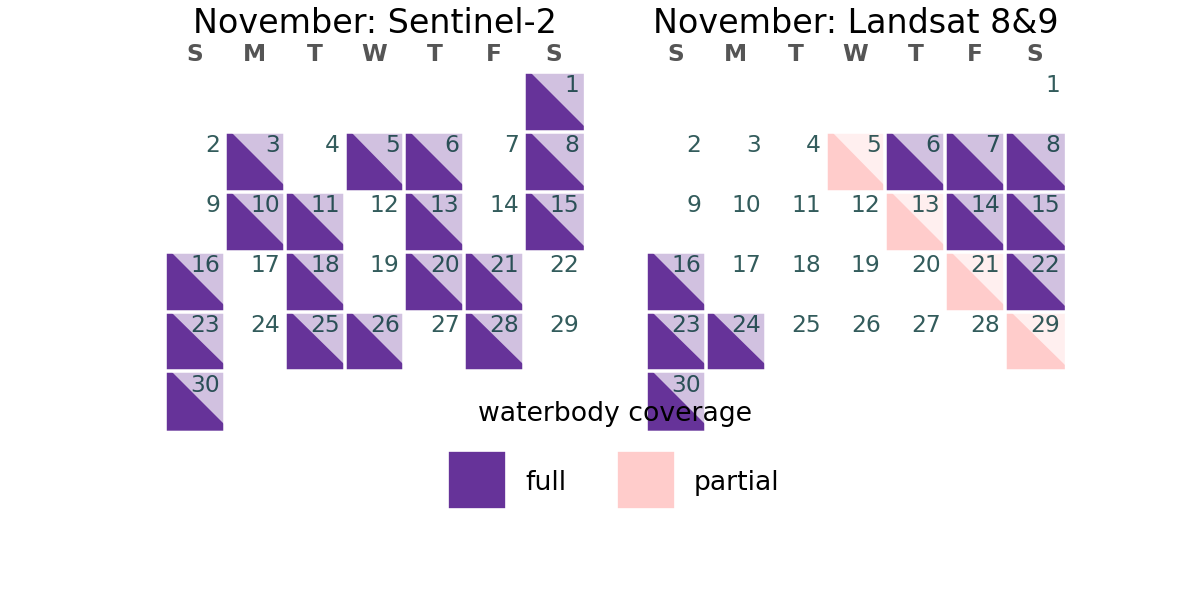 November: Sentinel-2
S M T W T F S
1
2 3 4 5 6 7 8
9 10 11 12 13 14 15
16 17 18 19 20 21 22
23 24 25 26 27 28 29
30
November: Landsat 8&9
S M T W T F S
1
2 3 4 5 6 7 8
9 10 11 12 13 14 15
16 17 18 19 20 21 22
23 24 25 26 27 28 29
30
waterbody coverage
full partial